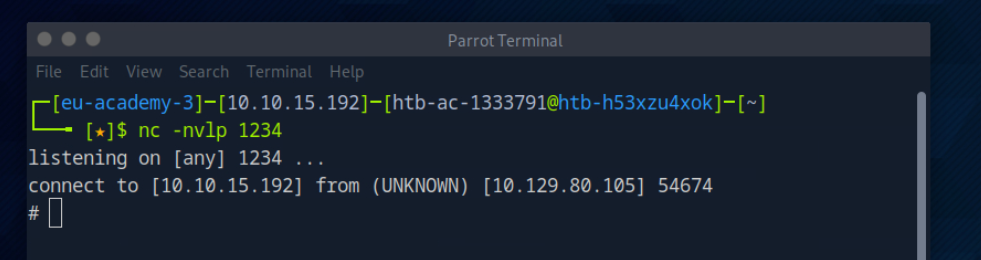 Parrot Terminal
File Edit View Search Terminal Help
┌─[eu-academy-3]─[10.10.15.192]─[htb-ac-1333791@htb-h53xzu4xok]─[~]
└──╼ [★]$ nc -nvlp 1234
listening on [any] 1234 ...
connect to [10.10.15.192] from (UNKNOWN) [10.129.80.105] 54674
#